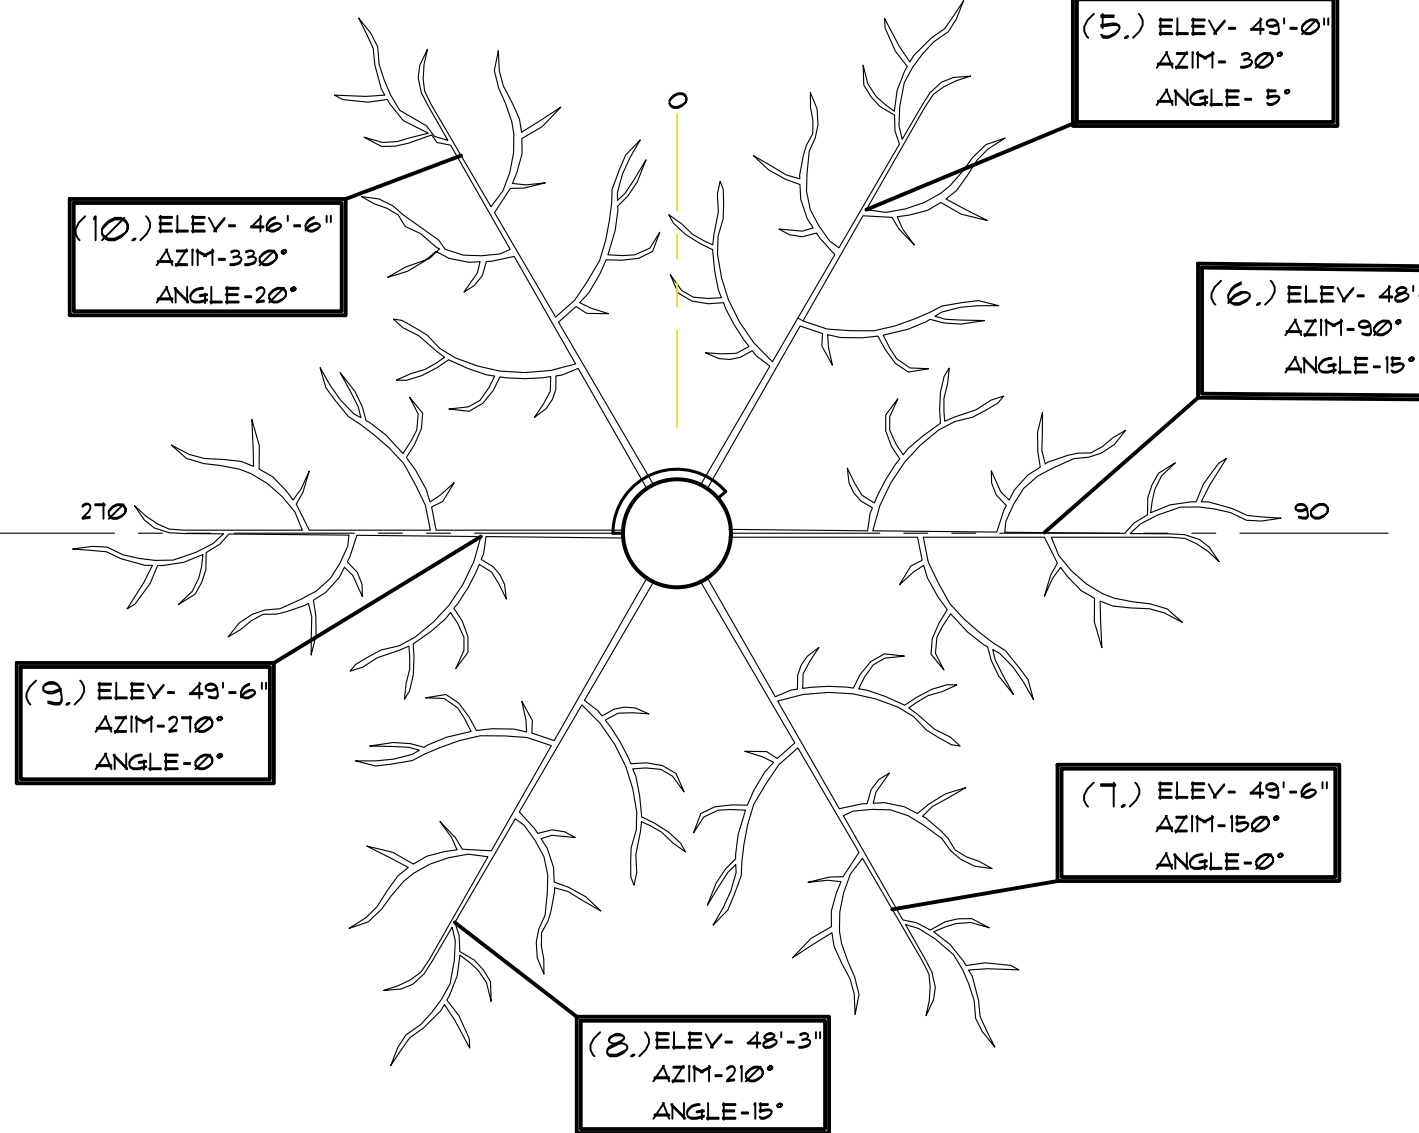 (5.) ELEV- 49'-0"
AZIM- 30°
ANGLE- 5°
0
(10.) ELEV- 46'-6"
AZIM-330°
ANGLE-20°
(6.) ELEV- 48'-
AZIM-90°
ANGLE-15°
270
90
(9.) ELEV- 49'-6"
AZIM-270°
ANGLE-0°
(7.) ELEV- 49'-6"
AZIM-150°
ANGLE-0°
(8.) ELEV- 48'-3"
AZIM-210°
ANGLE-15°